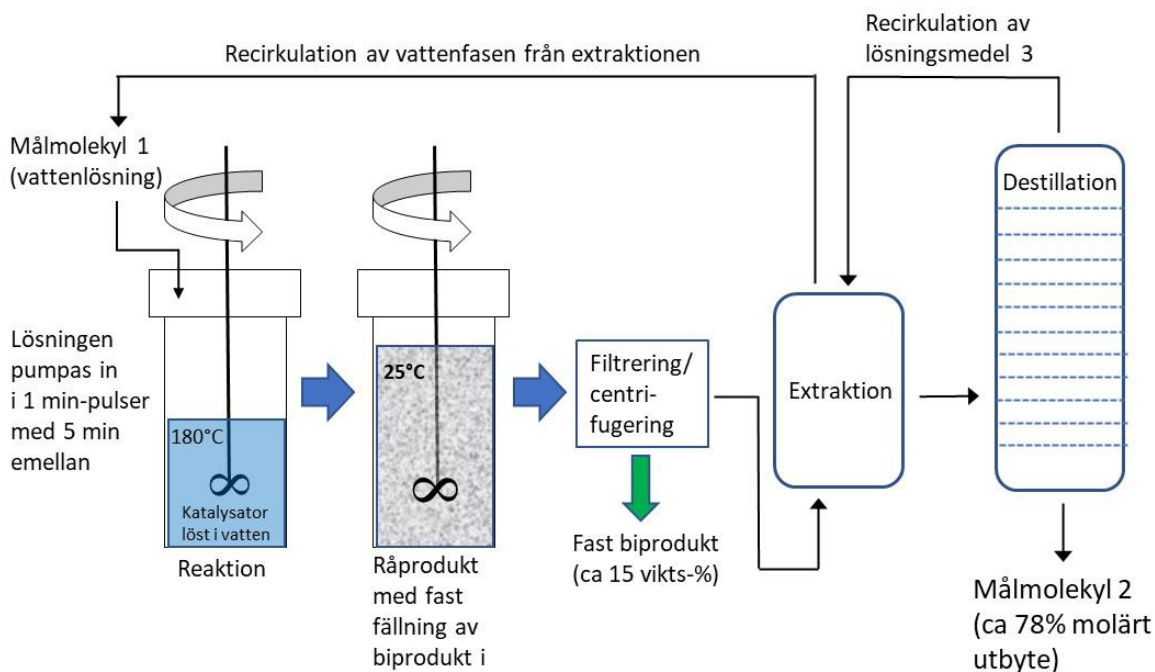 Recirkulation av
lösningsmedel 3
Recirkulation av vattenfasen från extraktionen
Målmolekyl 1
(vattenlösning)
Lösningen
pumpas in
i 1 min-pulser
med 5 min
emellan
180°C
Katalysator
löst i vatten
Reaktion
25°C
Råprodukt
med fast
fällning av
biprodukt i
Filtrering/
centri-
fugering
Fast biprodukt
(ca 15 vikts-%)
Extraktion
Destillation
Målmolekyl 2
(ca 78% molärt
utbyte)